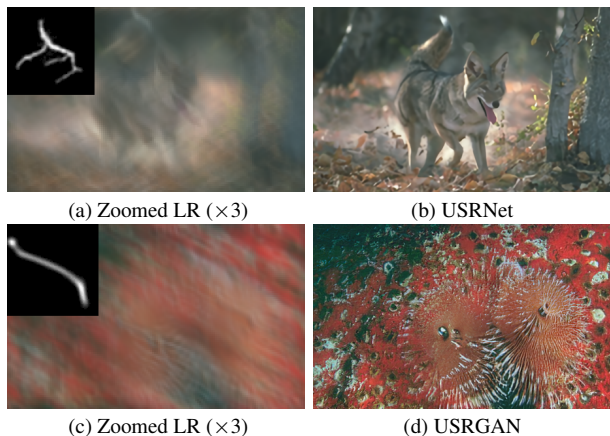 (a) Zoomed LR (×3)
(b) USRNet
(c) Zoomed LR (×3)
(d) USRGAN